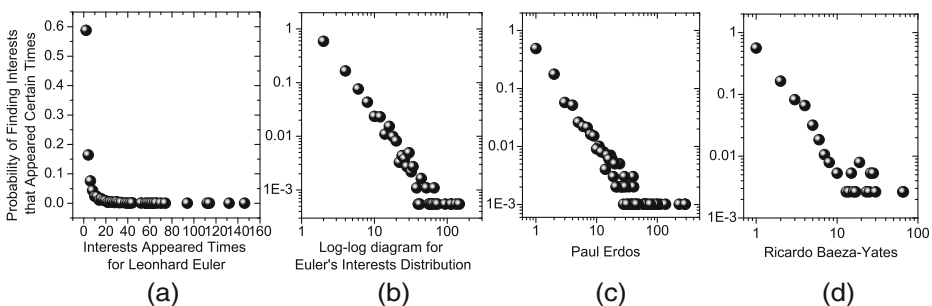 Probability of Finding Interests
that Appeared Certain Times
0.6
0.5
0.4
0.3
0.2
0.1
0.0
0 20 40 60 80 100 120 140 160
Interests Appeared Times
for Leonhard Euler
(a)
1
0.1
0.01
1E-3
1 10 100
Log-log diagram for
Euler's Interests Distribution
(b)
1
0.1
0.01
1E-3
1 10 100
Paul Erdos
(c)
1
0.1
0.01
1E-3
1 10 100
Ricardo Baeza-Yates
(d)